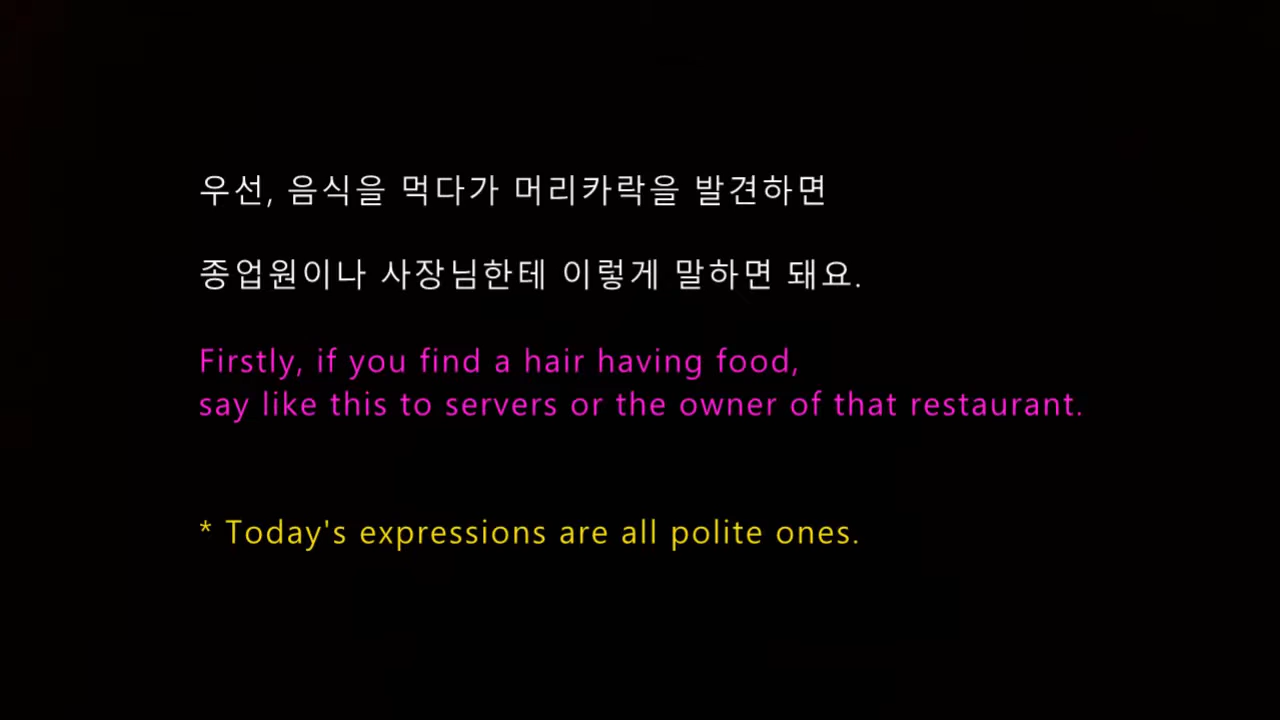 우선, 음식을 먹다가 머리카락을 발견하면
종업원이나 사장님한테 이렇게 말하면 돼요.
Firstly, if you find a hair having food,
say like this to servers or the owner of that restaurant.
* Today's expressions are all polite ones.